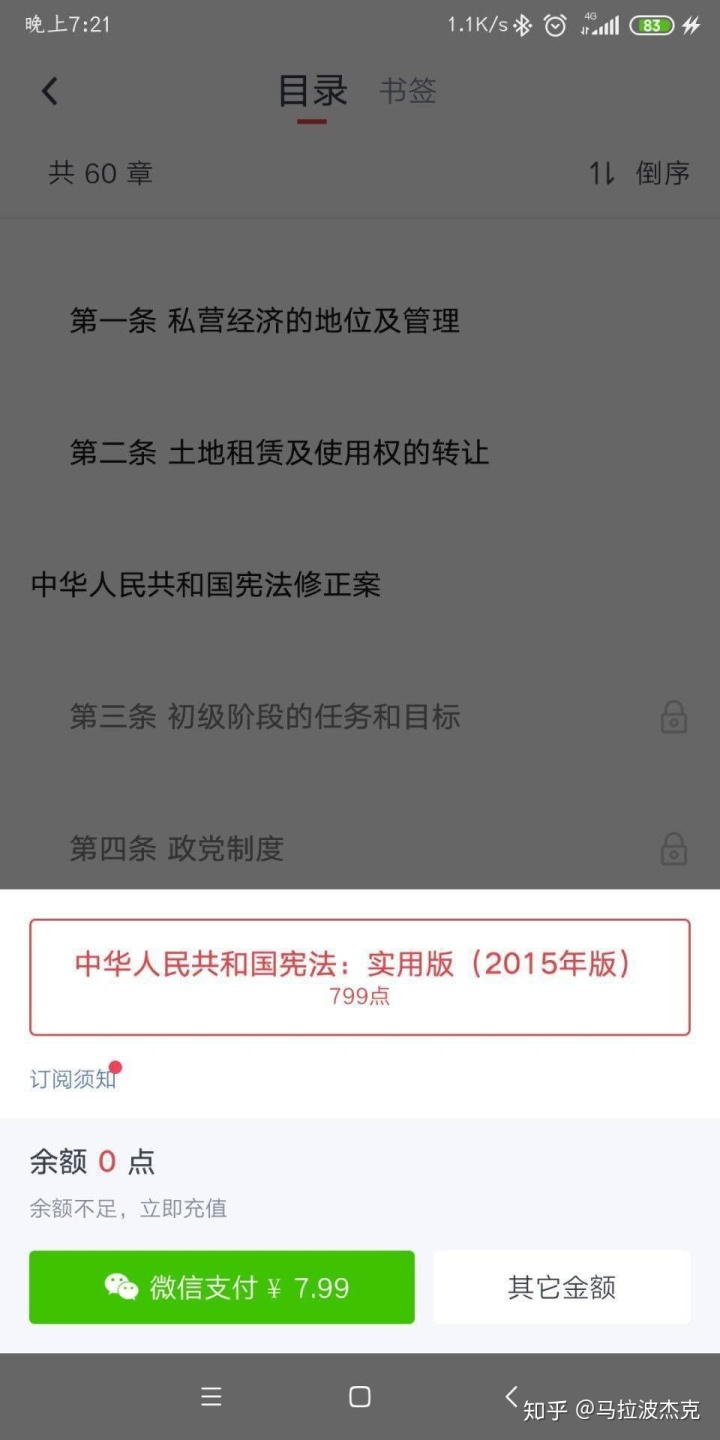 晚上7:21
1.1K/s 4G 83
目录 书签
共 60 章 倒序
第一条 私营经济的地位及管理
第二条 土地租赁及使用权的转让
中华人民共和国宪法修正案
第三条 初级阶段的任务和目标
第四条 政党制度
中华人民共和国宪法：实用版（2015年版）
799点
订阅须知
余额 0 点
余额不足，立即充值
微信支付 ¥ 7.99 其它金额
知乎 @马拉波杰克